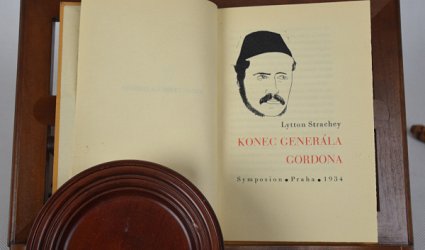 Lytton Strachey
KONEC GENERÁLA
GORDONA
Symposion • Praha • 1934